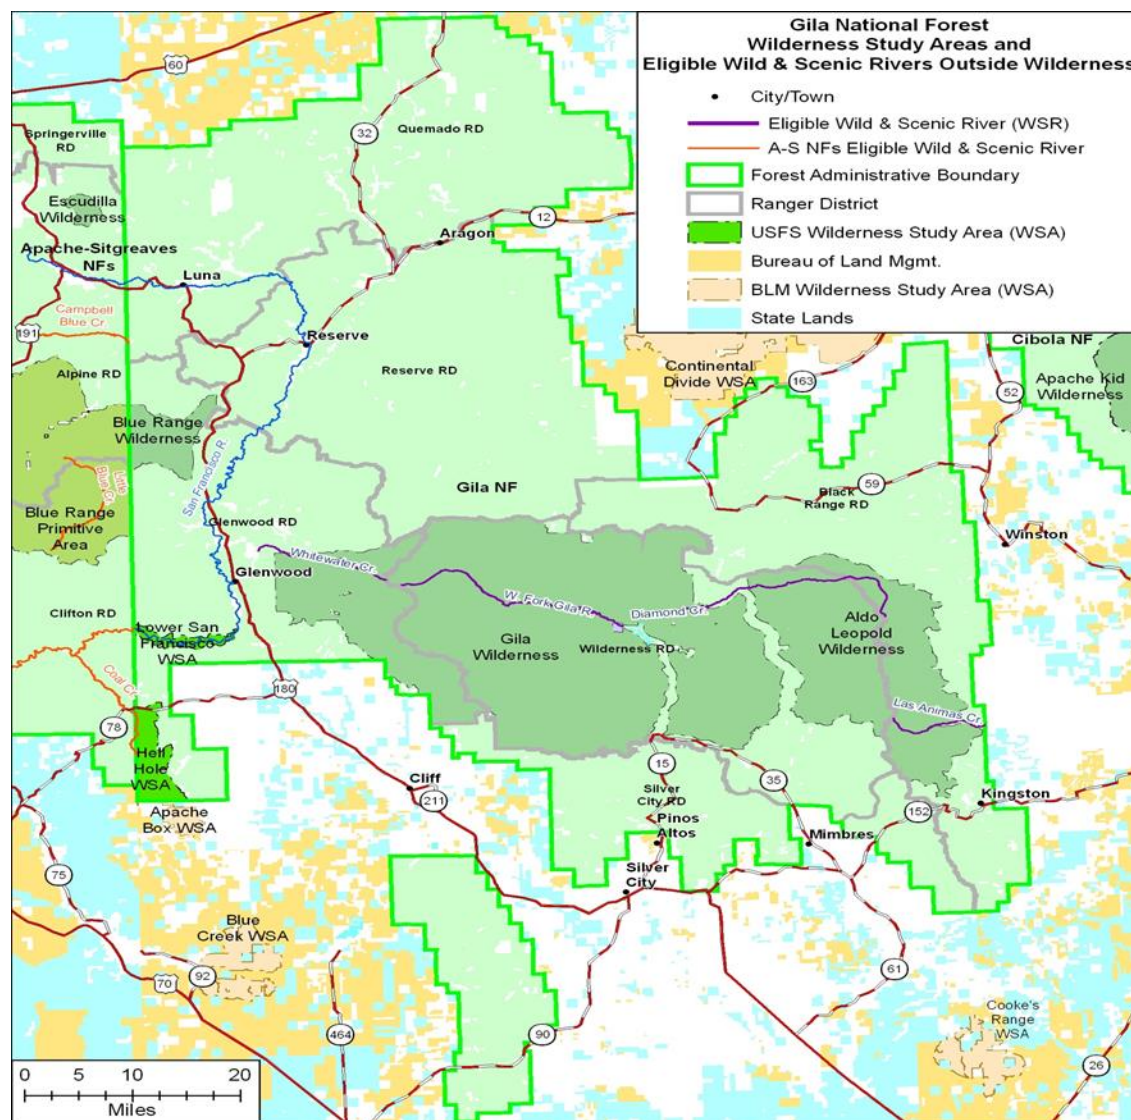 Gila National Forest
Wilderness Study Areas and
Eligible Wild & Scenic Rivers Outside Wilderness
City/Town
Eligible Wild & Scenic River (WSR)
A-S NFs Eligible Wild & Scenic River
Forest Administrative Boundary
Ranger District
USFS Wilderness Study Area (WSA)
Bureau of Land Mgmt.
BLM Wilderness Study Area (WSA)
State Lands
60
32
Quemado RD
Springerville
RD
Escudilla
Wilderness
12
Aragon
Apache-Sitgreaves
NFs
Luna
Campbell
Blue Cr.
191
Reserve
Reserve RD
Alpine RD
Continental
Divide WSA
163
Cibola NF
Apache Kid
Wilderness
52
Blue Range
Wilderness
San Francisco R.
Little
Blue Cr.
Gila NF
59
Black
Range RD
Blue Range
Primitive
Area
Glenwood RD
Winston
Whitewater Cr.
Glenwood
W. Fork Gila R.
Diamond Cr.
Clifton RD
Lower San
Francisco
WSA
Gila
Wilderness
Wilderness RD
Aldo
Leopold
Wilderness
Coal Cr.
180
Las Animas Cr.
78
Hell
Hole
WSA
15
35
Cliff
211
Silver
City RD
Pinos
Altos
152
Kingston
Apache
Box WSA
Mimbres
75
Silver
City
Blue
Creek WSA
92
70
61
464
90
Cooke's
Range
WSA
26
0 5 10 20
Miles